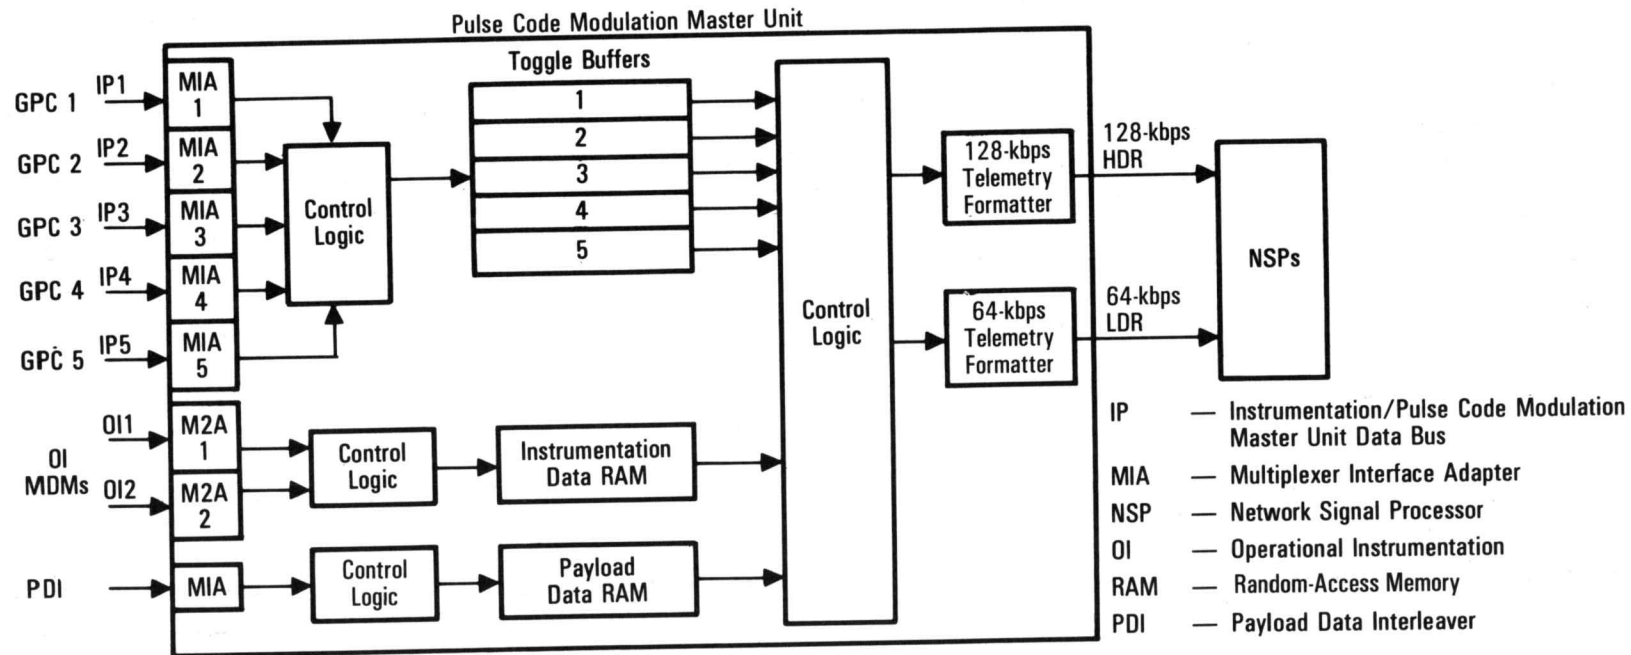 Pulse Code Modulation Master Unit
Toggle Buffers
GPC 1
IP1
MIA
1
GPC 2
IP2
MIA
2
GPC 3
IP3
MIA
3
GPC 4
IP4
MIA
4
GPC 5
IP5
MIA
5
Control
Logic
1
2
3
4
5
Control
Logic
128-kbps
Telemetry
Formatter
128-kbps
HDR
64-kbps
Telemetry
Formatter
64-kbps
LDR
NSPs
OI
MDMs
OI1
M2A
1
OI2
M2A
2
Control
Logic
Instrumentation
Data RAM
PDI
MIA
Control
Logic
Payload
Data RAM
IP — Instrumentation/Pulse Code Modulation
Master Unit Data Bus
MIA — Multiplexer Interface Adapter
NSP — Network Signal Processor
OI — Operational Instrumentation
RAM — Random-Access Memory
PDI — Payload Data Interleaver